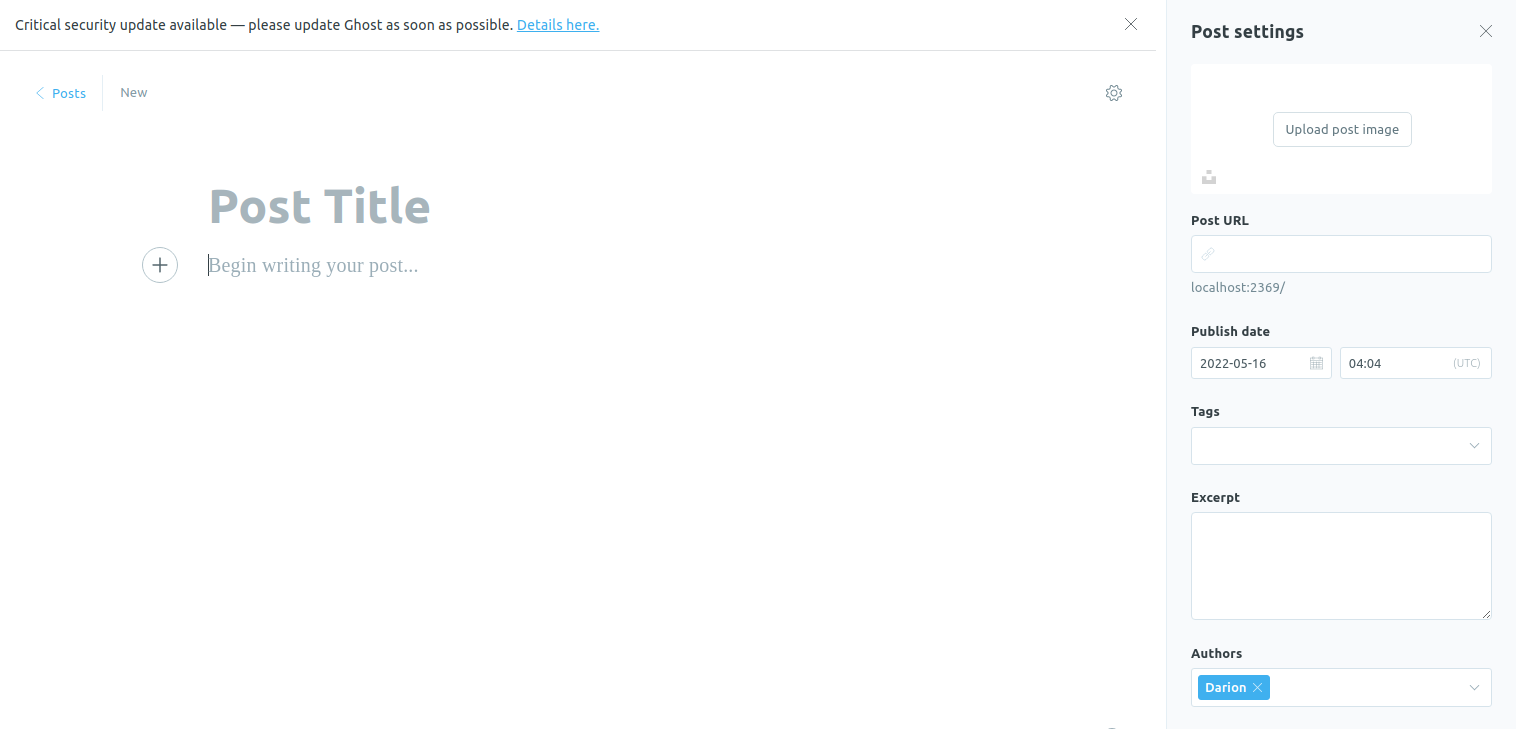 Critical security update available — please update Ghost as soon as possible. Details here.
Posts
New
Post Title
Begin writing your post...
Post settings
Upload post image
Post URL
localhost:2369/
Publish date
2022-05-16
04:04
(UTC)
Tags
Excerpt
Authors
Darion